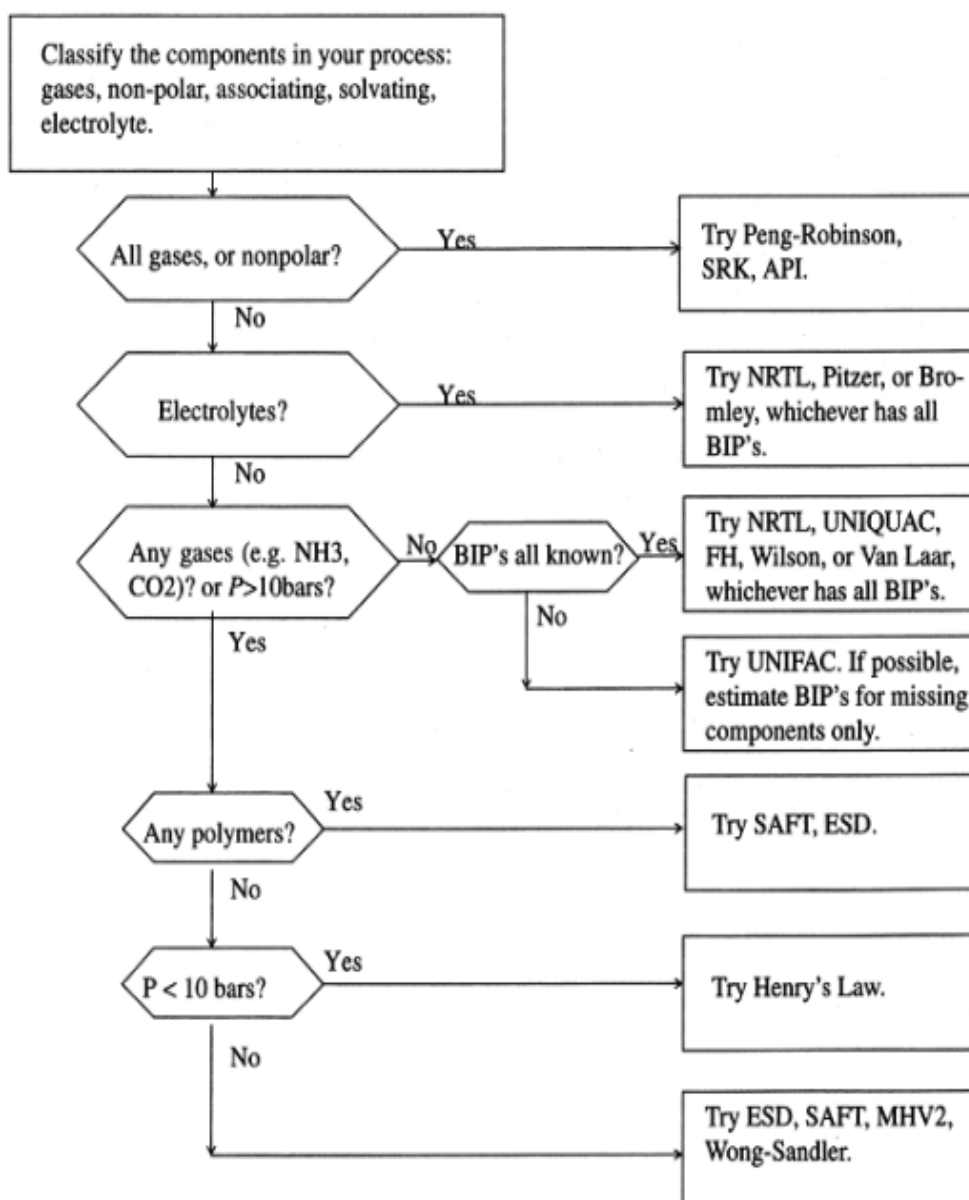 Classify the components in your process:
gases, non-polar, associating, solvating,
electrolyte.
All gases, or nonpolar?
Yes
Try Peng-Robinson,
SRK, API.
No
Electrolytes?
Yes
Try NRTL, Pitzer, or Bro-
mley, whichever has all
BIP's.
No
Any gases (e.g. NH3,
CO2)? or P>10bars?
No
BIP's all known?
Yes
Try NRTL, UNIQUAC,
FH, Wilson, or Van Laar,
whichever has all BIP's.
No
Try UNIFAC. If possible,
estimate BIP's for missing
components only.
Yes
Any polymers?
Yes
Try SAFT, ESD.
No
P < 10 bars?
Yes
Try Henry's Law.
No
Try ESD, SAFT, MHV2,
Wong-Sandler.